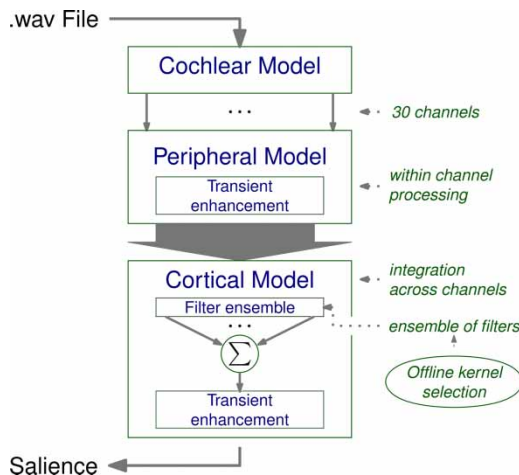 .wav File
Cochlear Model
...
30 channels
Peripheral Model
Transient
enhancement
within channel
processing
Cortical Model
integration
across channels
Filter ensemble
...
ensemble of filters
Σ
Offline kernel
selection
Transient
enhancement
Salience